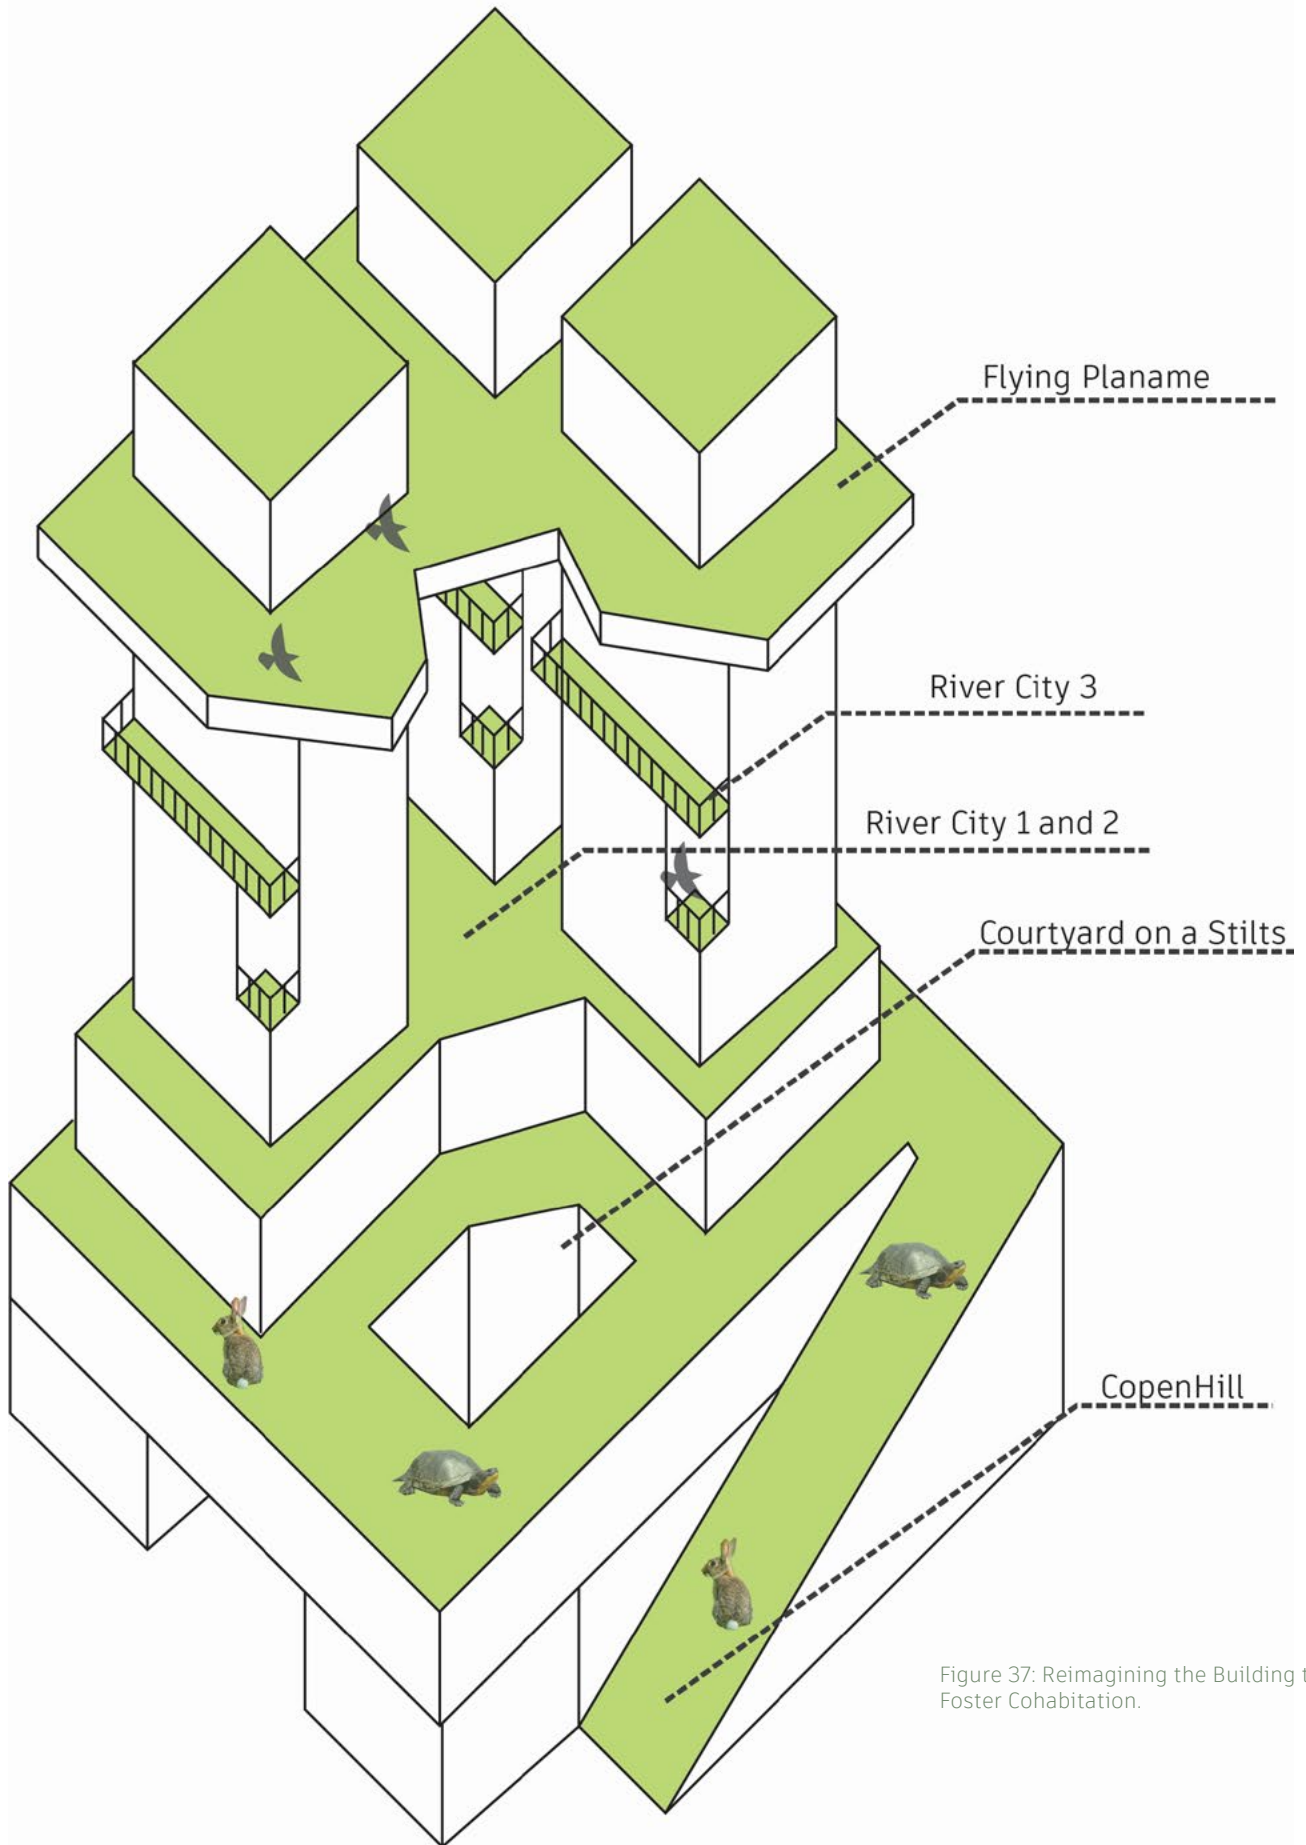 Flying Planame
River City 3
River City 1 and 2
Courtyard on a Stilts
CopenHill
Figure 37: Reimagining the Building
Foster Cohabitation.